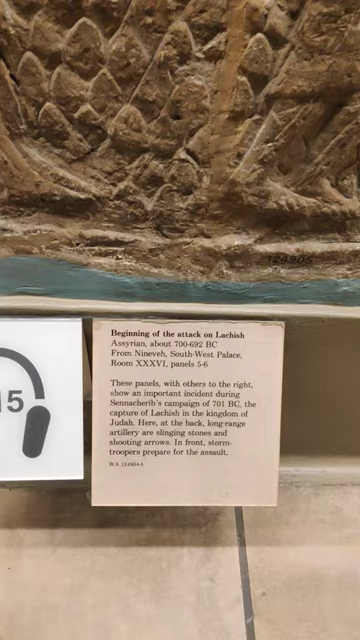 124905
15
Beginning of the attack on Lachish
Assyrian, about 700-692 BC
From Nineveh, South-West Palace,
Room XXXVI, panels 5-6
These panels, with others to the right,
show an important incident during
Sennacherib's campaign of 701 BC, the
capture of Lachish in the kingdom of
Judah. Here, at the back, long-range
artillery are slinging stones and
shooting arrows. In front, storm-
troopers prepare for the assault.
W.A 124904-5